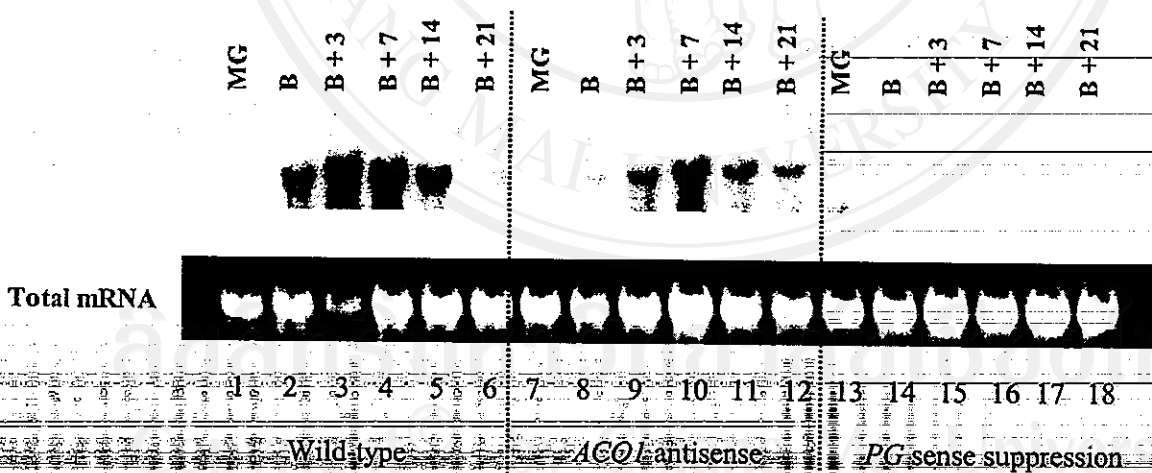 MG B B + 3 B + 7 B + 14 B + 21 MG B B + 3 B + 7 B + 14 B + 21 MG B B + 3 B + 7 B + 14 B + 21
MAI UNIVERSITY
Total mRNA
1 2 3 4 5 6 7 8 9 10 11 12 13 14 15 16 17 18
Wild type ACO1 antisense PG sense suppression